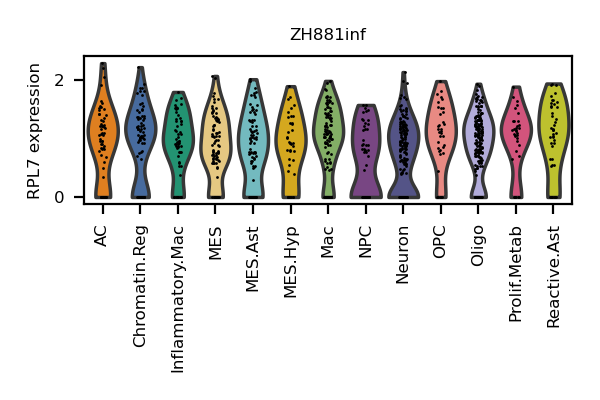 ZH881inf
RPL7 expression
2
0
AC
Chromatin.Reg
Inflammatory.Mac
MES
MES.Ast
MES.Hyp
Mac
NPC
Neuron
OPC
Oligo
Prolif.Metab
Reactive.Ast